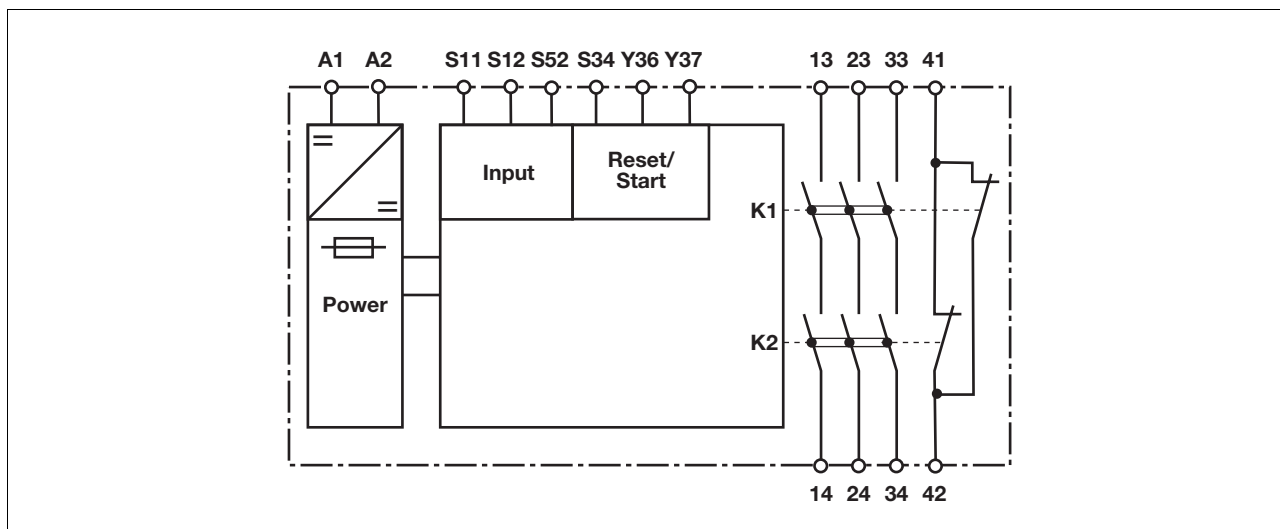 A1 A2 S11 S12 S52 S34 Y36 Y37 13 23 33 41
Input
Reset/
Start
K1
Power
K2
14 24 34 42